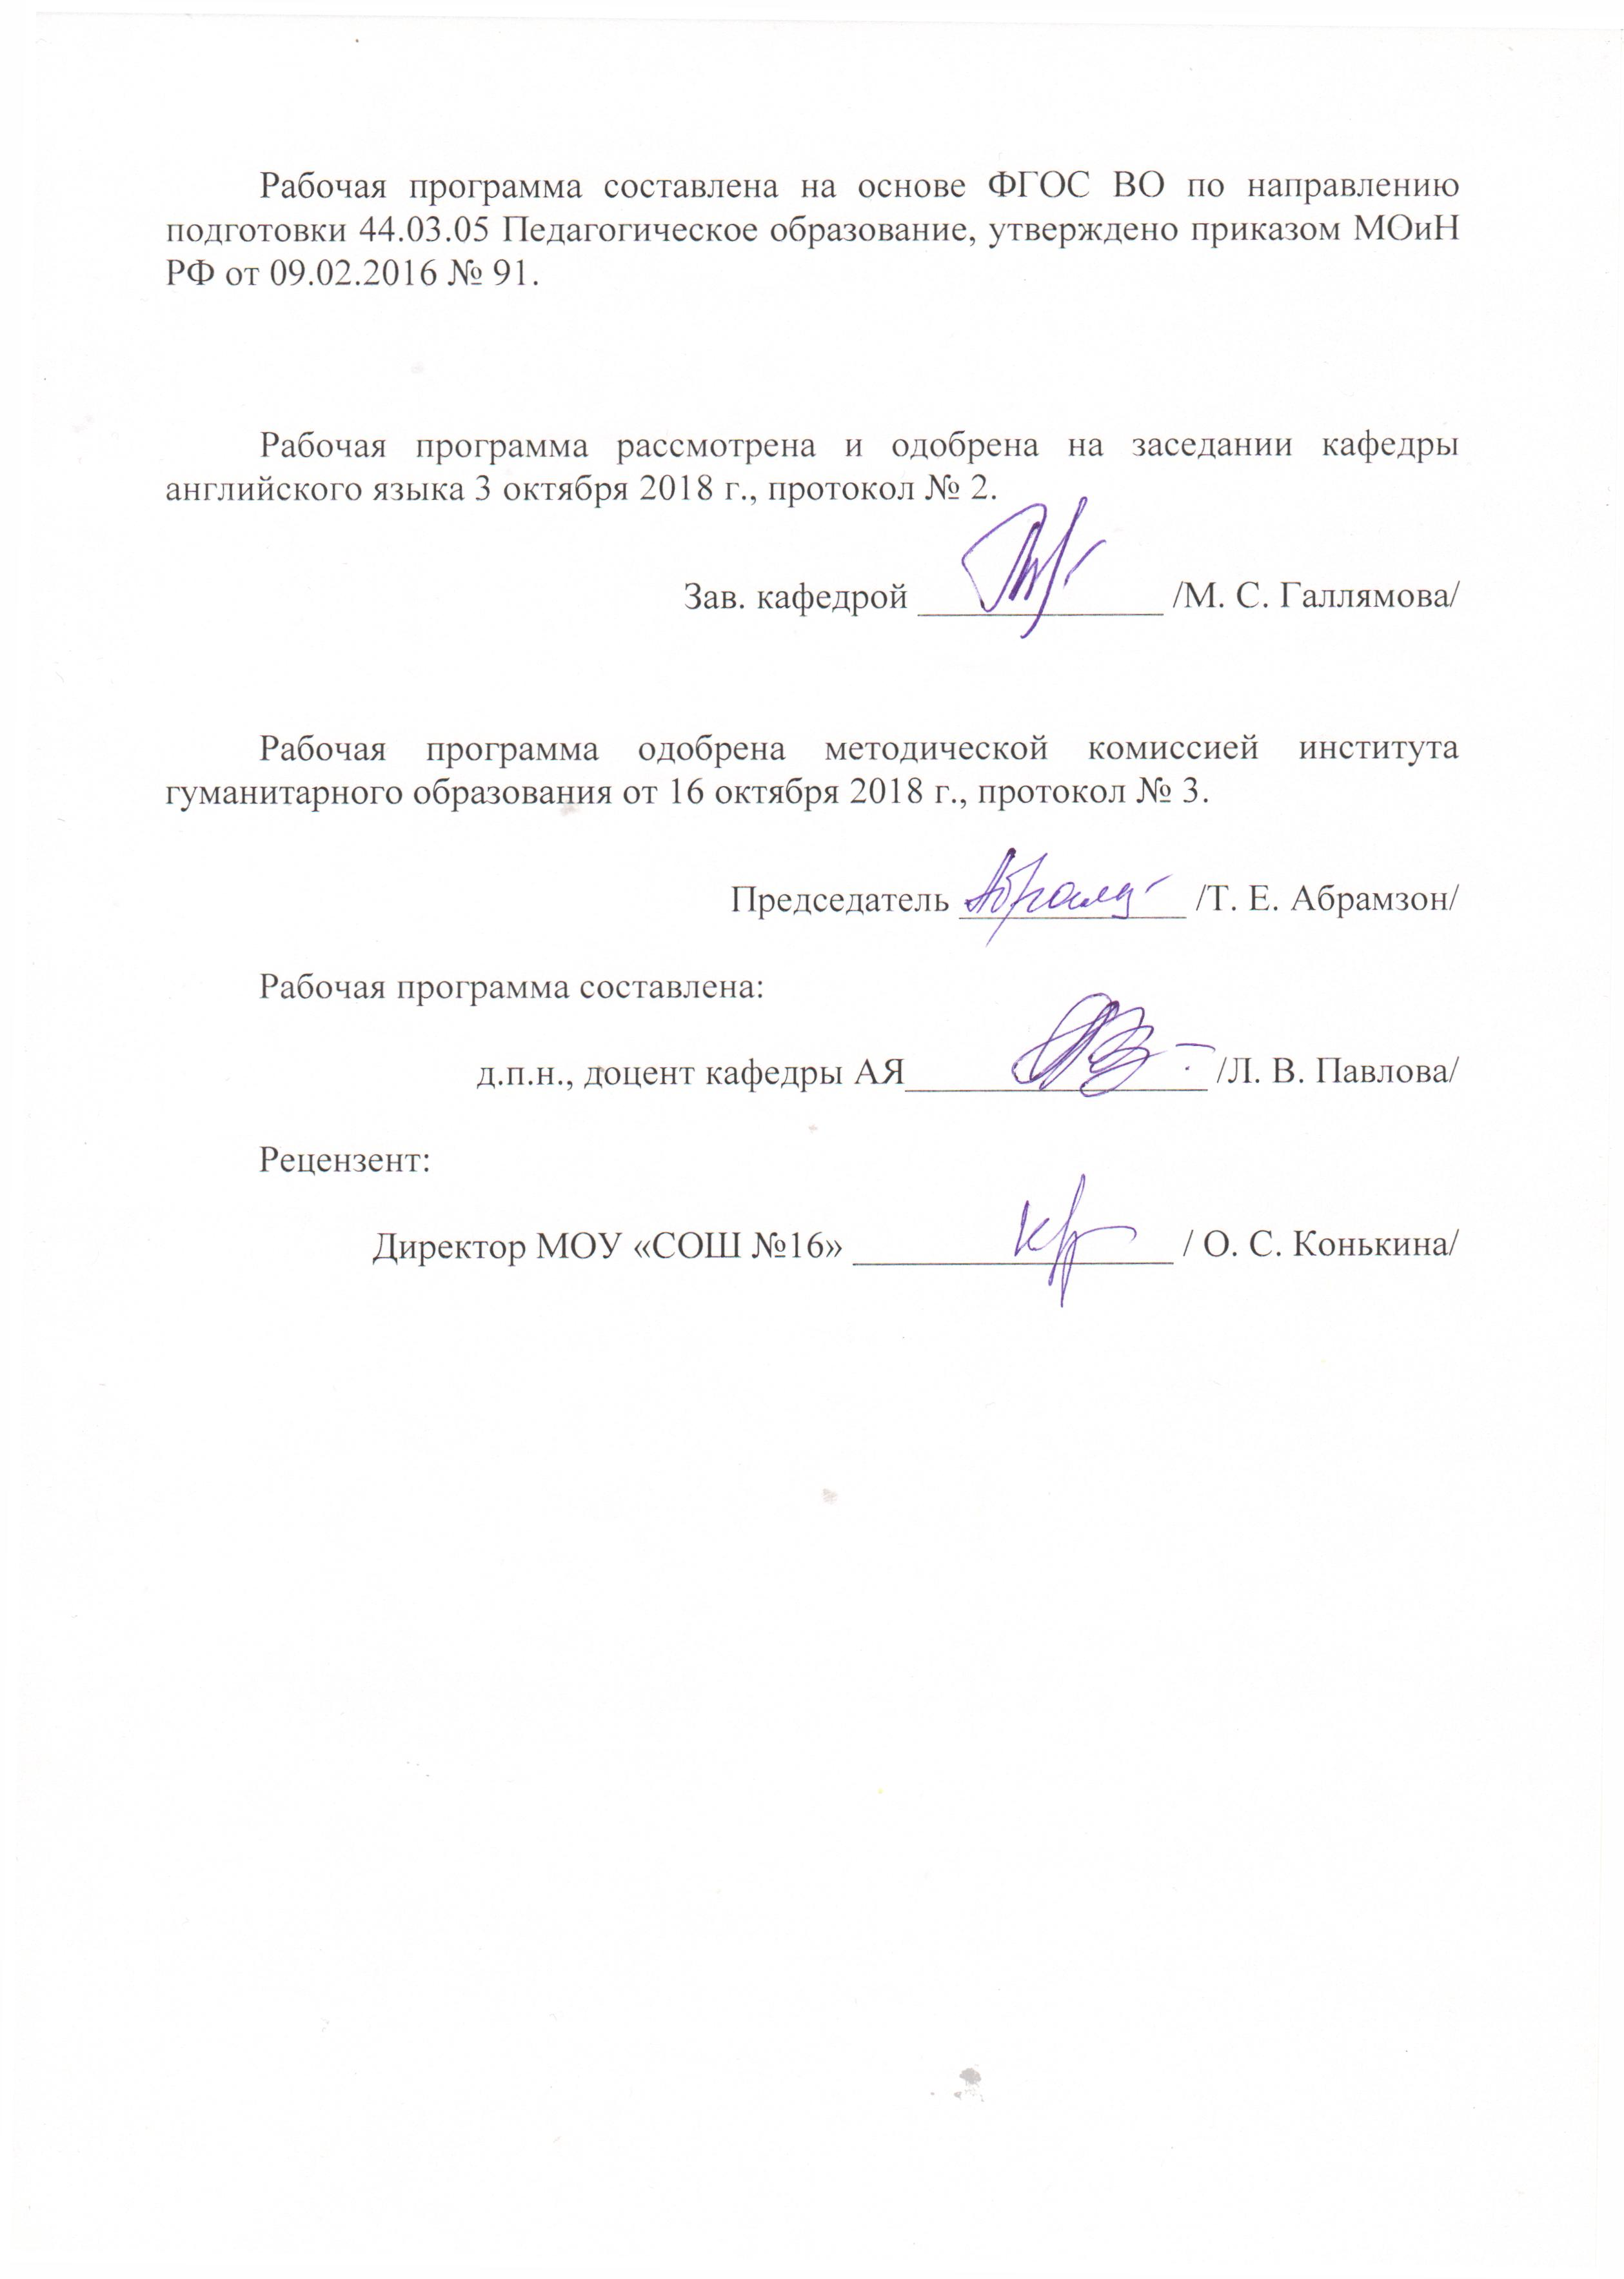 Рабочая программа составлена на основе ФГОС ВО по направлению
подготовки 44.03.05 Педагогическое образование, утверждено приказом МОиН
РФ от 09.02.2016 № 91.
Рабочая программа рассмотрена и одобрена на заседании кафедры
английского языка 3 октября 2018 г., протокол № 2.
Зав. кафедрой ______________ /М. С. Галлямова/
Рабочая программа одобрена методической комиссией института
гуманитарного образования от 16 октября 2018 г., протокол № 3.
Председатель _____________ /Т. Е. Абрамзон/
Рабочая программа составлена:
д.п.н., доцент кафедры АЯ_________________ /Л. В. Павлова/
Рецензент:
Директор МОУ «СОШ №16» __________________ / О. С. Конькина/